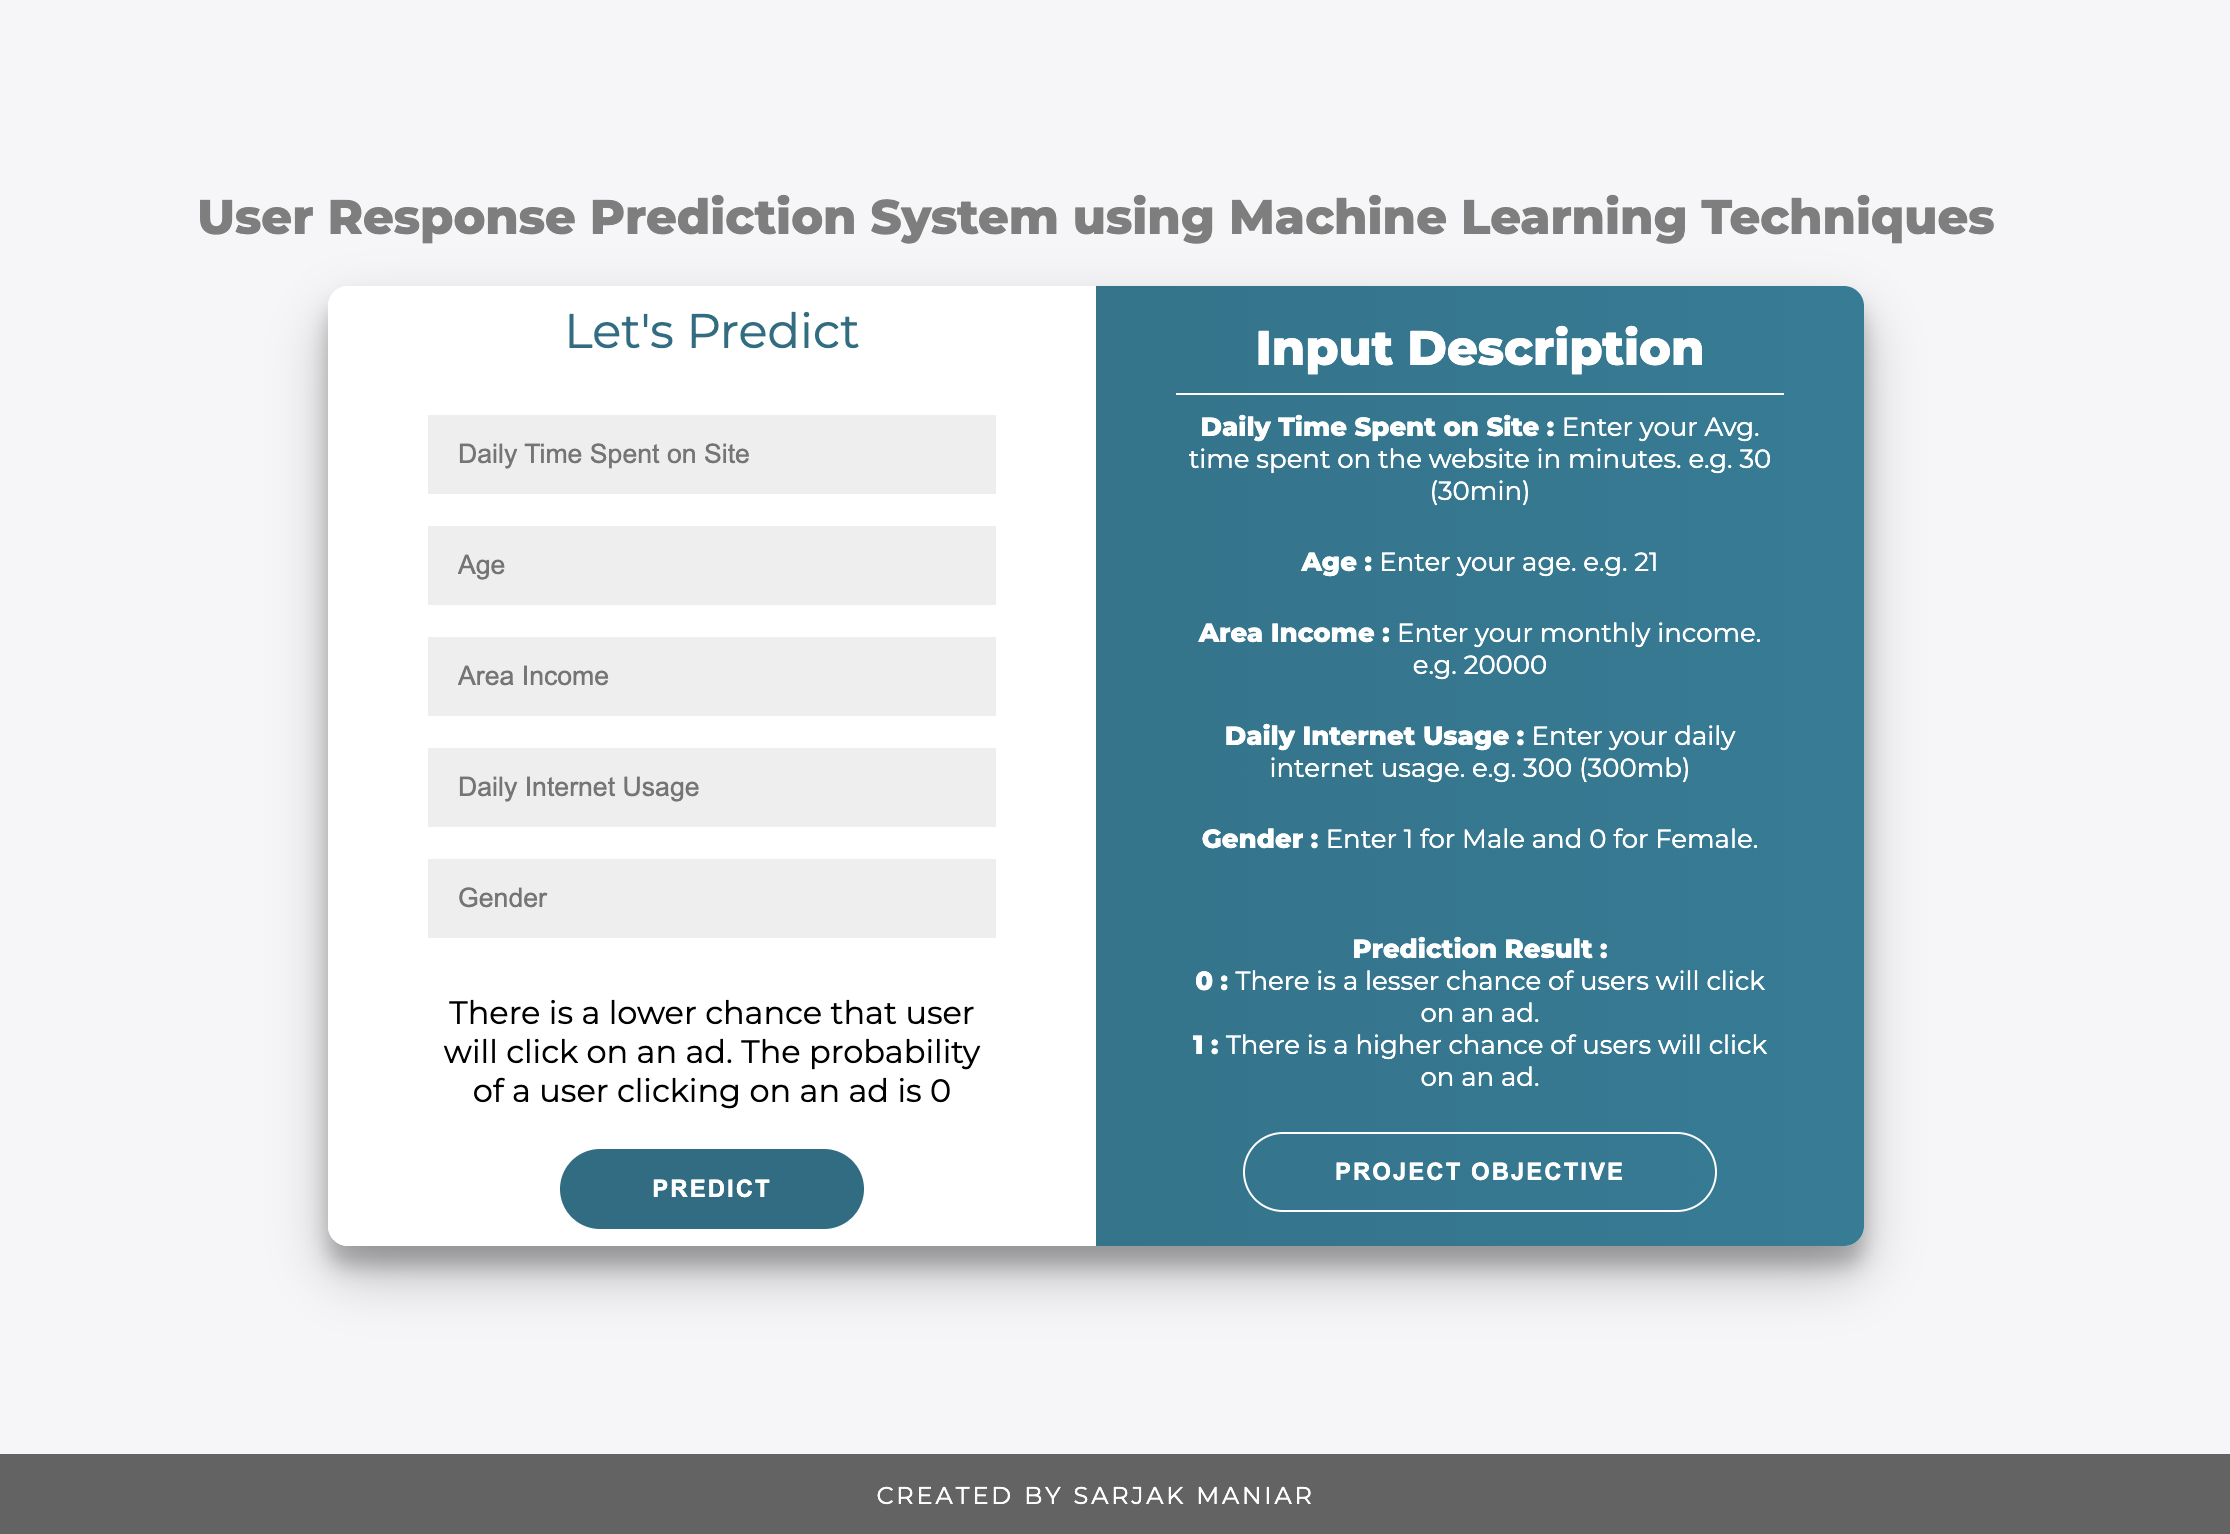 User Response Prediction System using Machine Learning Techniques
Let's Predict
Daily Time Spent on Site
Age
Area Income
Daily Internet Usage
Gender
There is a lower chance that user
will click on an ad. The probability
of a user clicking on an ad is 0
PREDICT
Input Description
Daily Time Spent on Site : Enter your Avg.
time spent on the website in minutes. e.g. 30
(30min)
Age : Enter your age. e.g. 21
Area Income : Enter your monthly income.
e.g. 20000
Daily Internet Usage : Enter your daily
internet usage. e.g. 300 (300mb)
Gender : Enter 1 for Male and 0 for Female.
Prediction Result :
0 : There is a lesser chance of users will click
on an ad.
1 : There is a higher chance of users will click
on an ad.
PROJECT OBJECTIVE
CREATED BY SARJAK MANIAR